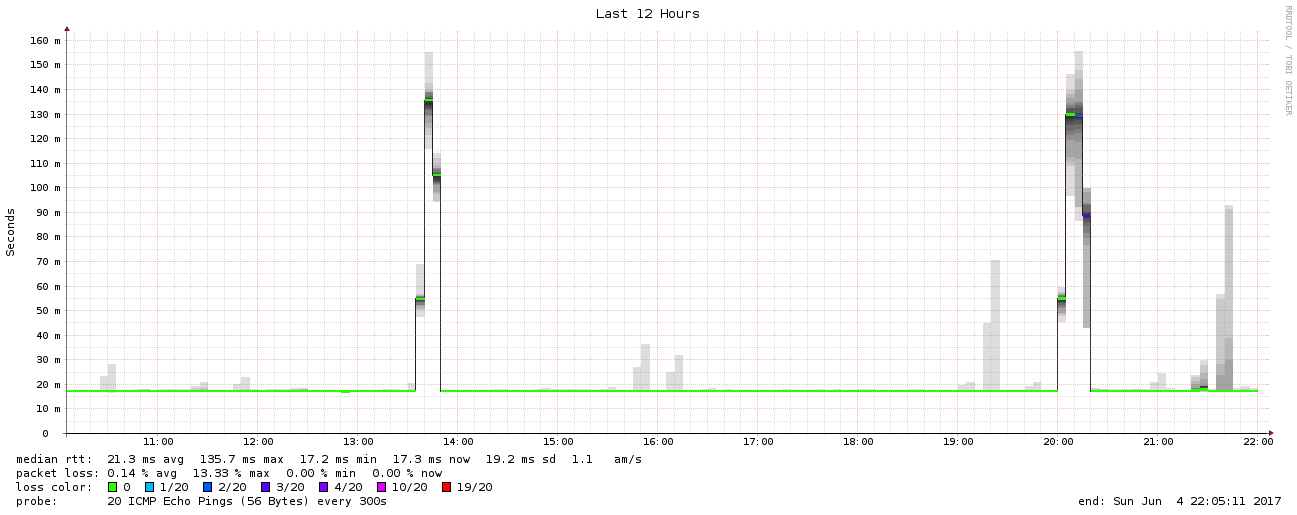 Last 12 Hours
RRDTOOL / TOBI OETIKER
Seconds
160 m
150 m
140 m
130 m
120 m
110 m
100 m
90 m
80 m
70 m
60 m
50 m
40 m
30 m
20 m
10 m
0
11:00 12:00 13:00 14:00 15:00 16:00 17:00 18:00 19:00 20:00 21:00 22:00
median rtt: 21.3 ms avg 135.7 ms max 17.2 ms min 17.3 ms now 19.2 ms sd 1.1 am/s
packet loss: 0.14 % avg 13.33 % max 0.00 % min 0.00 % now
loss color: 0 1/20 2/20 3/20 4/20 10/20 19/20
probe: 20 ICMP Echo Pings (56 Bytes) every 300s end: Sun Jun 4 22:05:11 2017